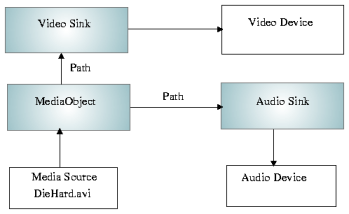 Video Sink
Video Device
Path
MediaObject
Path
Audio Sink
Media Source
DieHard.avi
Audio Device